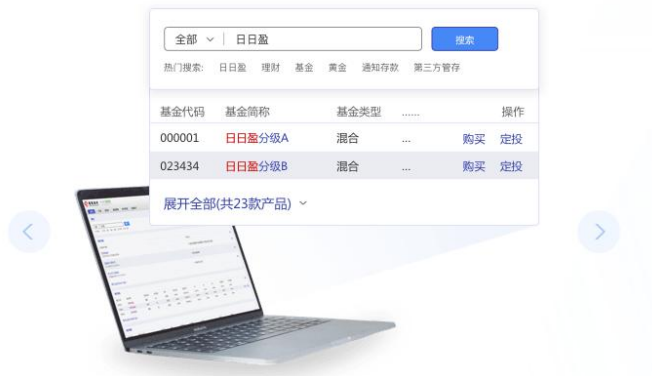 全部 日日盈 搜索
热门搜索: 日日盈 理财 基金 黄金 通知存款 第三方管存
基金代码 基金简称 基金类型 ...... 操作
000001 日日盈分级A 混合 ... 购买 定投
023434 日日盈分级B 混合 ... 购买 定投
展开全部(共23款产品)